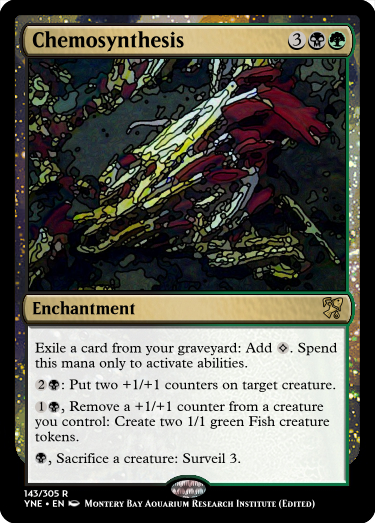 Chemosynthesis 3
Enchantment
Exile a card from your graveyard: Add . Spend
this mana only to activate abilities.
2 : Put two +1/+1 counters on target creature.
1 , Remove a +1/+1 counter from a creature
you control: Create two 1/1 green Fish creature
tokens.
, Sacrifice a creature: Surveil 3.
143/305 R
YNE • EN Montery Bay Aquarium Research Institute (Edited)